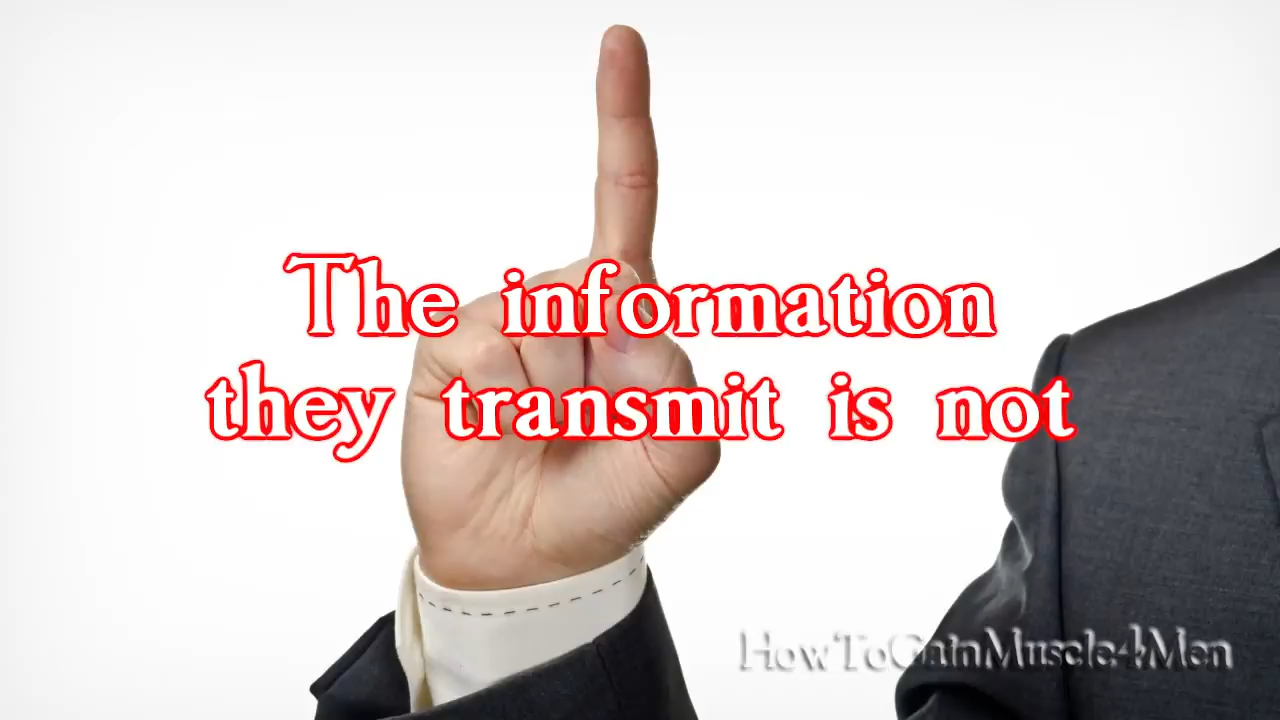 The information
they transmit is not
HowToGainMuscle4Men